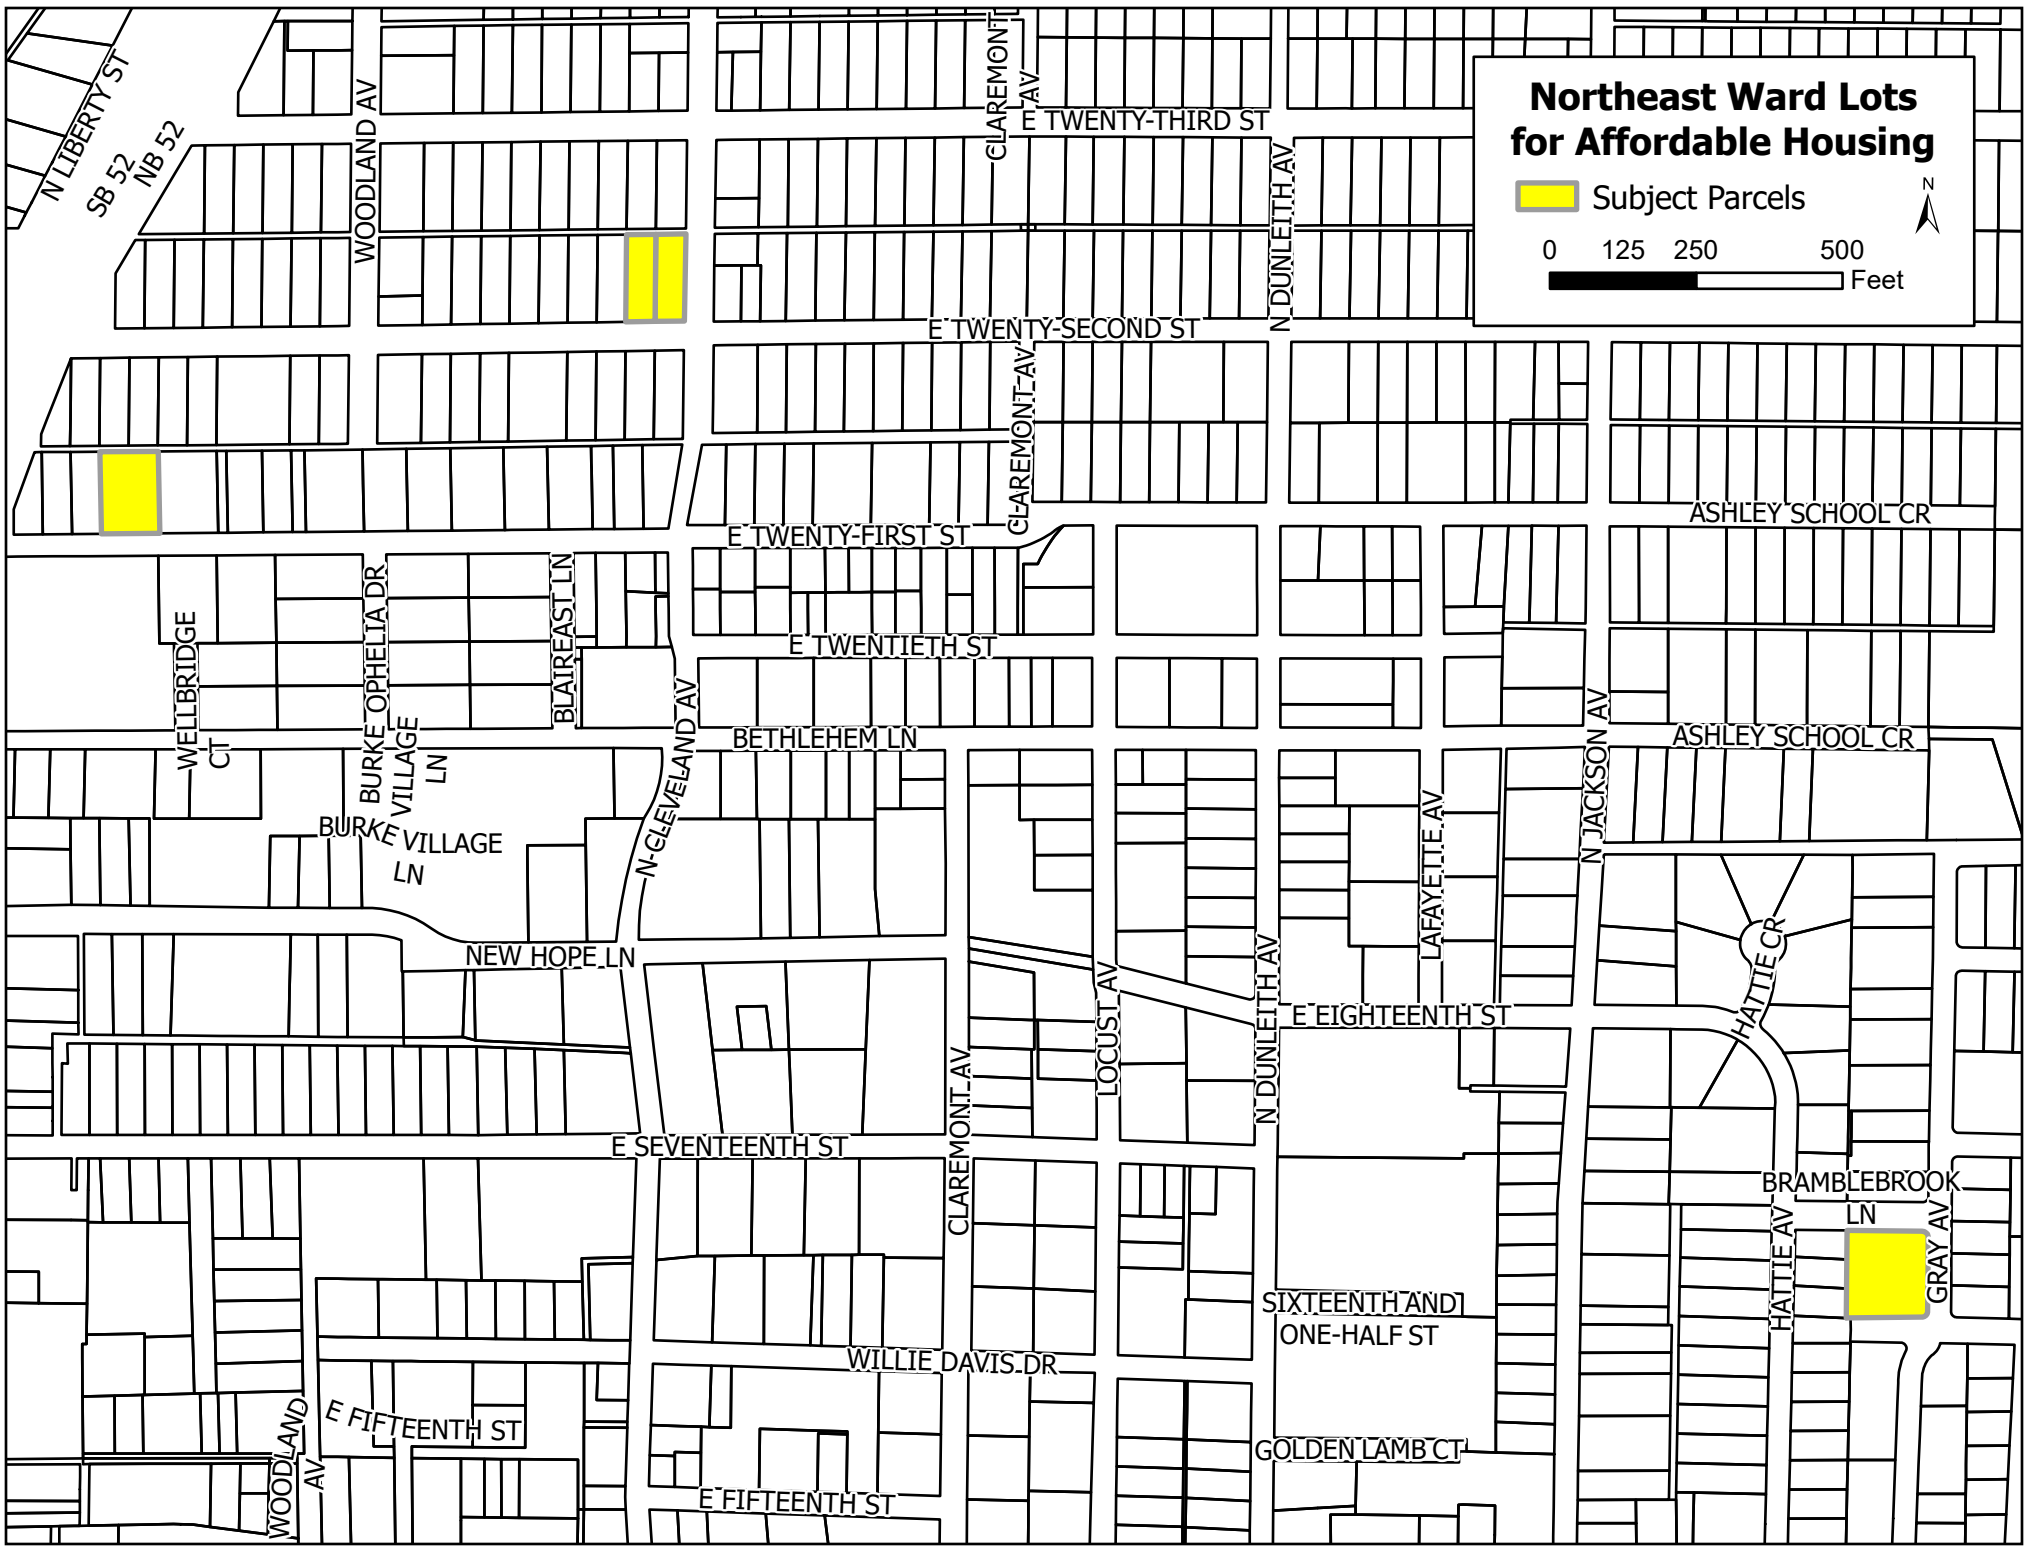 Northeast Ward Lots
for Affordable Housing
Subject Parcels
N
0 125 250 500
Feet
N LIBERTY ST
SB 52
NB 52
WOODLAND AV
CLAREMONT
AV
E TWENTY-THIRD ST
N DUNLEITH AV
E TWENTY-SECOND ST
CLAREMONT AV
ASHLEY SCHOOL CR
E TWENTY-FIRST ST
WELLBRIDGE
CT
BURKE OPHELIA DR
BLAIREAST LN
E TWENTIETH ST
N CLEVELAND AV
BETHLEHEM LN
BURKE
VILLAGE
LN
BURKE VILLAGE
LN
LAFAYETTE AV
N JACKSON AV
ASHLEY SCHOOL CR
NEW HOPE LN
LOCUST AV
N DUNLEITH AV
E EIGHTEENTH ST
HATTIE CR
CLAREMONT AV
E SEVENTEENTH ST
BRAMBLEBROOK
LN
HATTIE AV
GRAY AV
SIXTEENTH AND
ONE-HALF ST
WILLIE DAVIS DR
E FIFTEENTH ST
WOODLAND
AV
GOLDEN LAMB CT
E FIFTEENTH ST